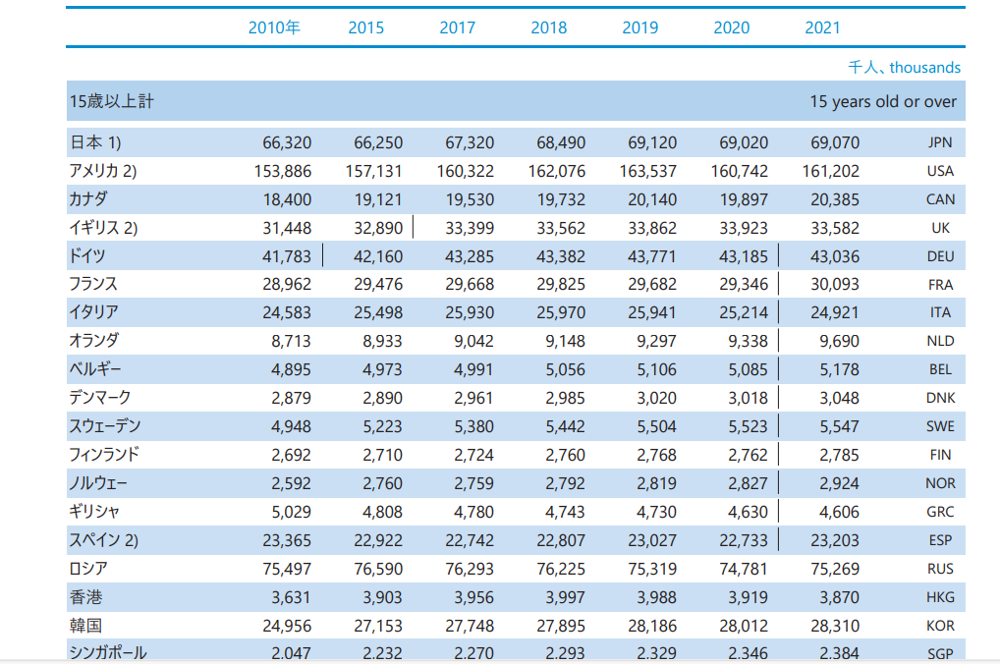 2010年 2015 2017 2018 2019 2020 2021
千人、thousands
15歳以上計 15 years old or over
日本 1) 66,320 66,250 67,320 68,490 69,120 69,020 69,070 JPN
アメリカ 2) 153,886 157,131 160,322 162,076 163,537 160,742 161,202 USA
カナダ 18,400 19,121 19,530 19,732 20,140 19,897 20,385 CAN
イギリス 2) 31,448 32,890 33,399 33,562 33,862 33,923 33,582 UK
ドイツ 41,783 42,160 43,285 43,382 43,771 43,185 43,036 DEU
フランス 28,962 29,476 29,668 29,825 29,682 29,346 30,093 FRA
イタリア 24,583 25,498 25,930 25,970 25,941 25,214 24,921 ITA
オランダ 8,713 8,933 9,042 9,148 9,297 9,338 9,690 NLD
ベルギー 4,895 4,973 4,991 5,056 5,106 5,085 5,178 BEL
デンマーク 2,879 2,890 2,961 2,985 3,020 3,018 3,048 DNK
スウェーデン 4,948 5,223 5,380 5,442 5,504 5,523 5,547 SWE
フィンランド 2,692 2,710 2,724 2,760 2,768 2,762 2,785 FIN
ノルウェー 2,592 2,760 2,759 2,792 2,819 2,827 2,924 NOR
ギリシャ 5,029 4,808 4,780 4,743 4,730 4,630 4,606 GRC
スペイン 2) 23,365 22,922 22,742 22,807 23,027 22,733 23,203 ESP
ロシア 75,497 76,590 76,293 76,225 75,319 74,781 75,269 RUS
香港 3,631 3,903 3,956 3,997 3,988 3,919 3,870 HKG
韓国 24,956 27,153 27,748 27,895 28,186 28,012 28,310 KOR
シンガポール 2,047 2,232 2,270 2,293 2,329 2,346 2,384 SGP